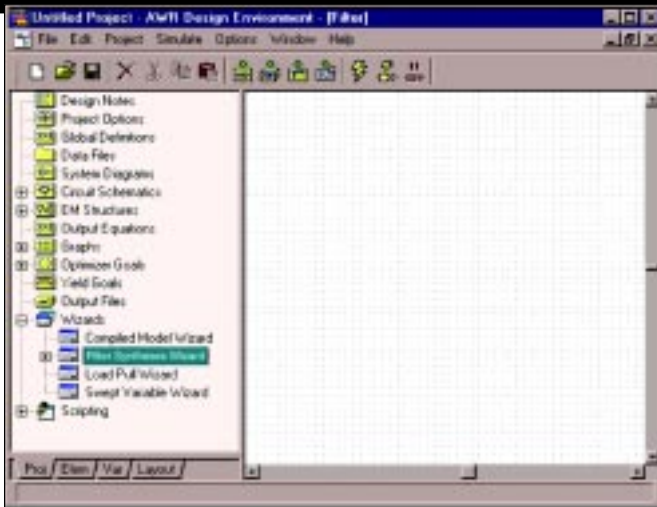 Untitled Project - AWR Design Environment - [Filter]
File Edit Project Simulate Options Window Help
Design Notes
Project Options
Global Definitions
Data Files
System Diagrams
Circuit Schematics
EM Structures
Output Equations
Graphs
Optimizer Goals
Yield Goals
Output Files
Wizards
Compiled Model Wizard
Filter Synthesis Wizard
Load Pull Wizard
Swept Variable Wizard
Scripting
Proj Elem Var Layout